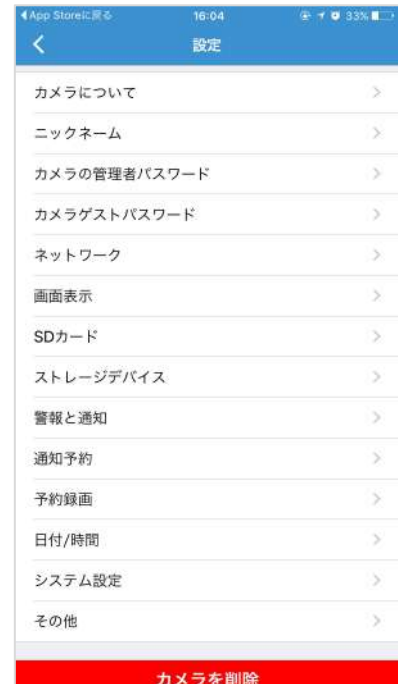 App Storeに戻る 16:04 33%
設定
カメラについて
ニックネーム
カメラの管理者パスワード
カメラゲストパスワード
ネットワーク
画面表示
SDカード
ストレージデバイス
警報と通知
通知予約
予約録画
日付/時間
システム設定
その他
カメラを削除